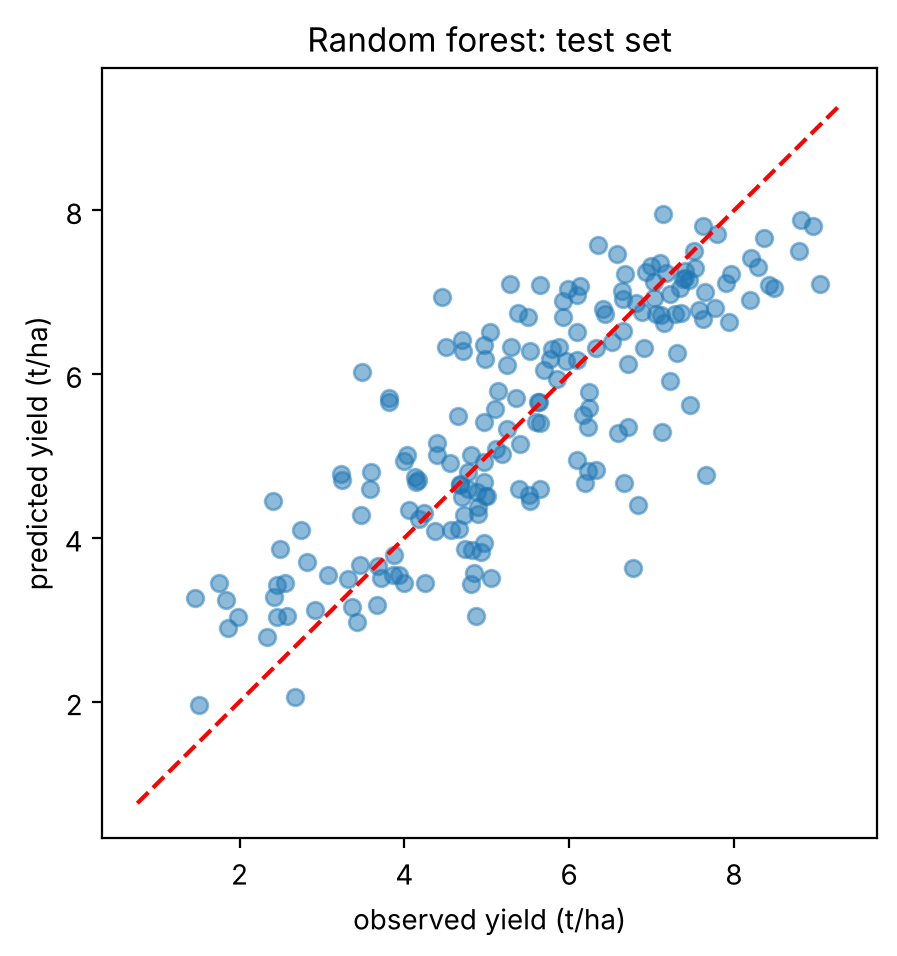 Random forest: test set
predicted yield (t/ha)
8
6
4
2
2 4 6 8
observed yield (t/ha)